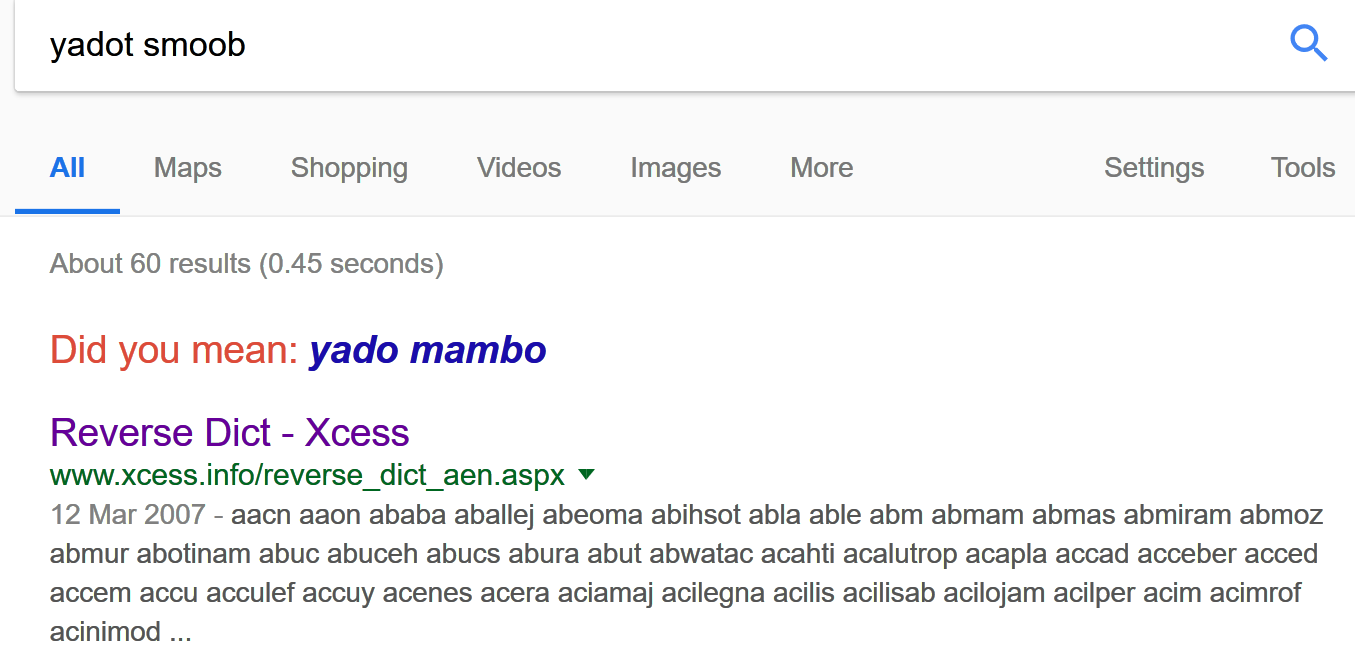 yadot smoob
All Maps Shopping Videos Images More Settings Tools
About 60 results (0.45 seconds)
Did you mean: yado mambo
Reverse Dict - Xcess
www.xcess.info/reverse_dict_aen.aspx
12 Mar 2007 - aacn aaon ababa aballej abeoma abihsot abla able abm abmam abmas abmiram abmoz
abmur abotinam abuc abuceh abucs abura abut abwatac acahti acalutrop acapla accad acceber acced
accem accu acculef accuy acenes acera aciamaj acilegna acilis acilisab acilojam acilper acim acimrof
acinimod ...